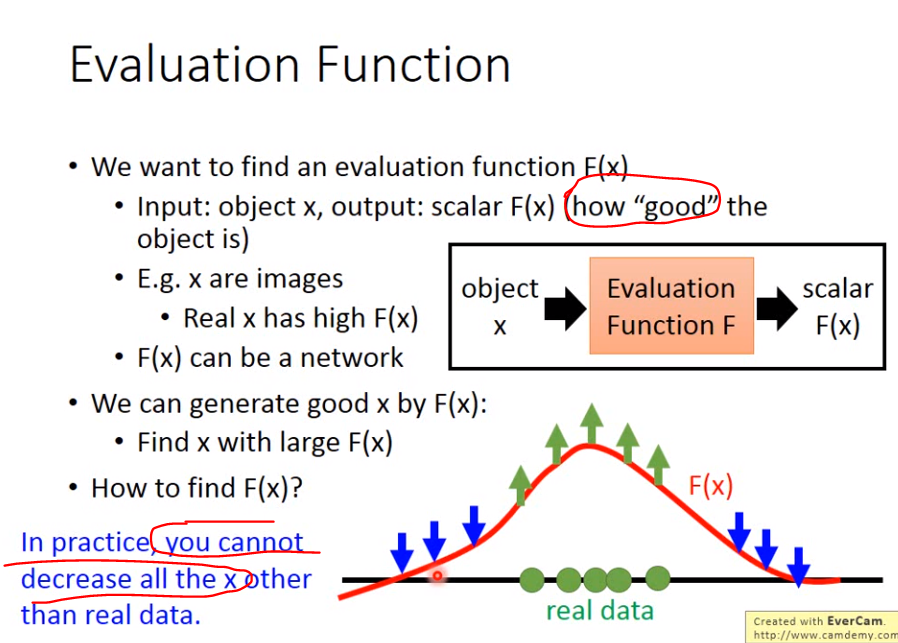 Evaluation Function
• We want to find an evaluation function F(x)
• Input: object x, output: scalar F(x) (how “good” the
object is)
• E.g. x are images
• Real x has high F(x)
• F(x) can be a network
object
x
Evaluation
Function F
scalar
F(x)
• We can generate good x by F(x):
• Find x with large F(x)
• How to find F(x)?
F(x)
In practice, you cannot
decrease all the x other
than real data.
real data
Created with EverCam.
http://www.camdemy.com